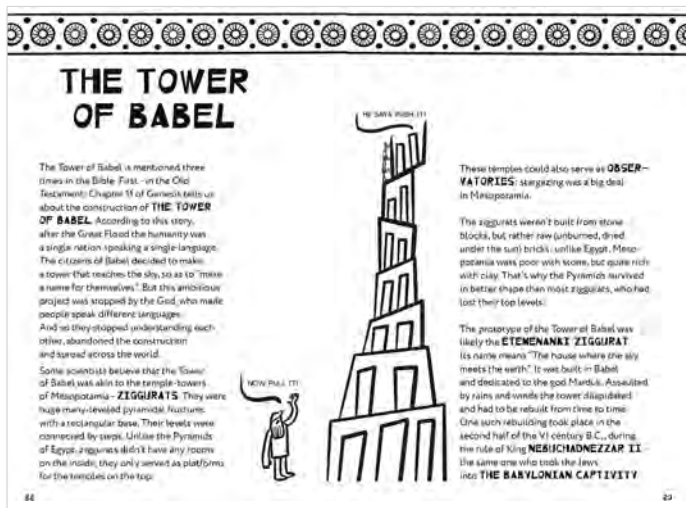 THE TOWER
OF BABEL
The Tower of Babel is mentioned three
times in the Bible. First - in the Old
Testament: Chapter 11 of Genesis tells us
about the construction of THE TOWER
OF BABEL. According to this story,
after the Great Flood the humanity was
a single nation speaking a single language.
The citizens of Babel decided to make
a tower that reaches the sky, so as to "make
a name for themselves". But this ambitious
project was stopped by the God, who made
people speak different languages.
And so they stopped understanding each
other, abandoned the construction
and spread across the world.
Some scientists believe that the Tower
of Babel was akin to the temple-towers
of Mesopotamia - ZIGGURATS. They were
huge many-leveled pyramidal
with a rectangular base. Their levels were
connected by steps. Unlike the Pyramids
of Egypt, ziggurats didn't have any rooms
on the inside, they only served as platforms
for the temples on the top.
NOW PULL IT!
HE SAYS PUSH IT!
These temples could also serve as OBSER-
VATORIES: stargazing was a big deal
in Mesopotamia.
The ziggurats weren't built from stone
blocks, but rather raw (unburned, dried
under the sun) bricks: unlike Egypt, Meso-
potamia was poor with stone, but quite rich
with clay. That's why the Pyramids survived
in better shape than most ziggurats, who had
lost their top levels.
The prototype of the Tower of Babel was
likely the ETEMENANKI ZIGGURAT.
Its name means "The house where the sky
meets the earth". It was built in Babel
and dedicated to the god Marduk. Assaulted
by rains and winds the tower dilapidated
and had to be rebuilt from time to time.
One such rebuilding took place in the
second half of the VI century B.C., during
the rule of King NEBUCHADNEZZAR II -
the same one who took the Jews
into THE BABYLONIAN CAPTIVITY